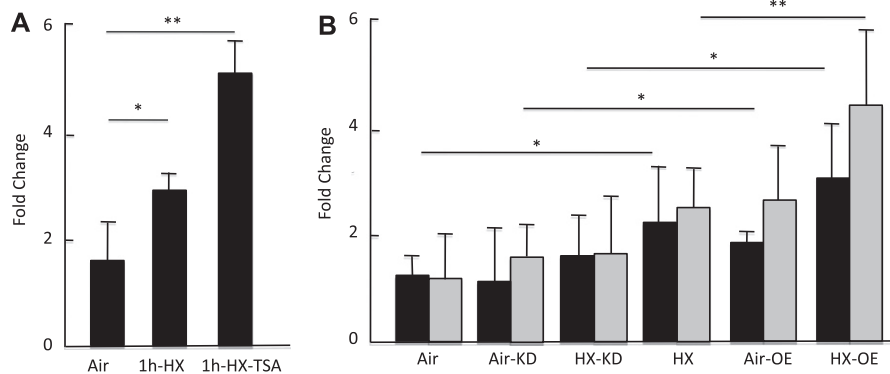 A
Fold Change
6
4
2
0
**
*
Air 1h-HX 1h-HX-TSA
B
Fold Change
6
4
2
0
**
*
*
*
Air Air-KD HX-KD HX Air-OE HX-OE